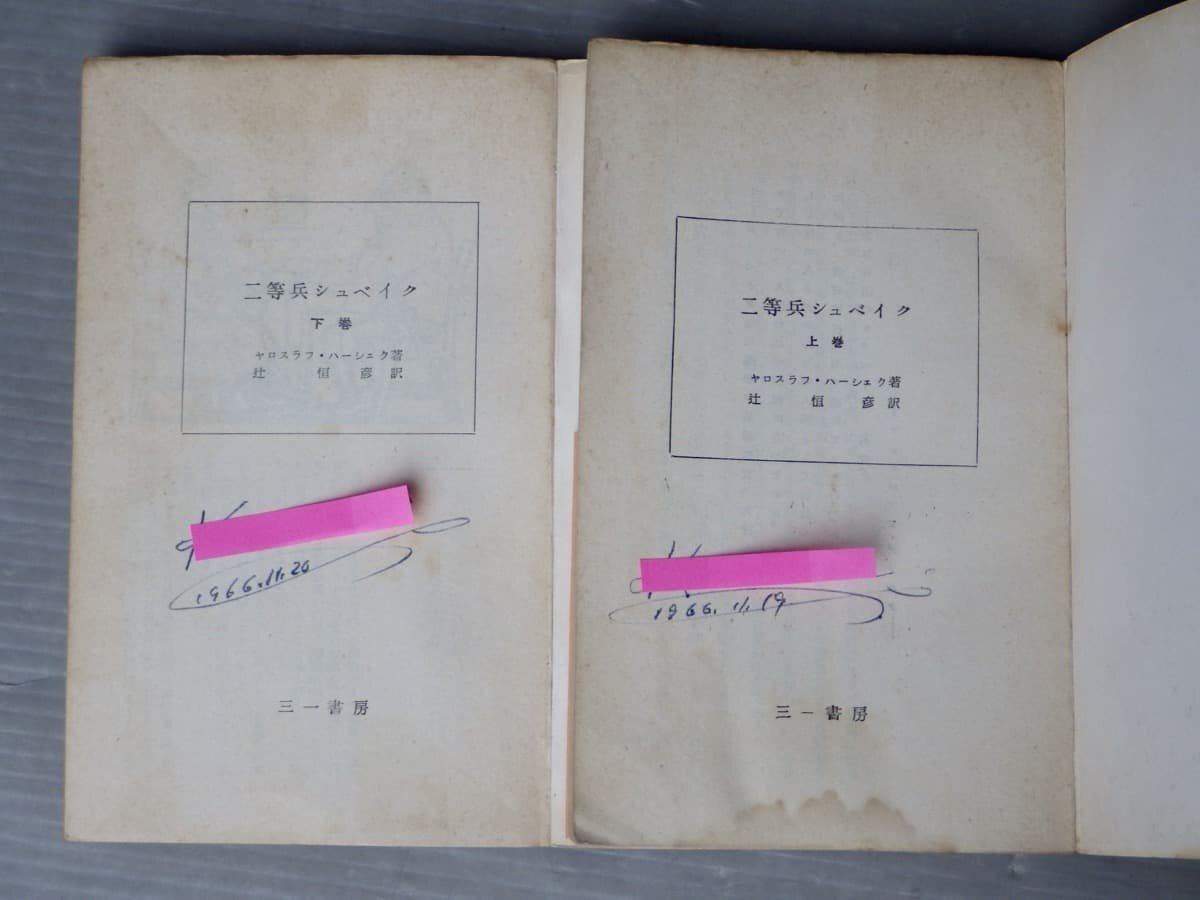 二等兵シュベイク
下巻
ヤロスラフ・ハーシェク著
辻 恒彦訳
1966.11.20
三一書房
二等兵シュベイク
上巻
ヤロスラフ・ハーシェク著
辻 恒彦訳
1966.11.19
三一書房